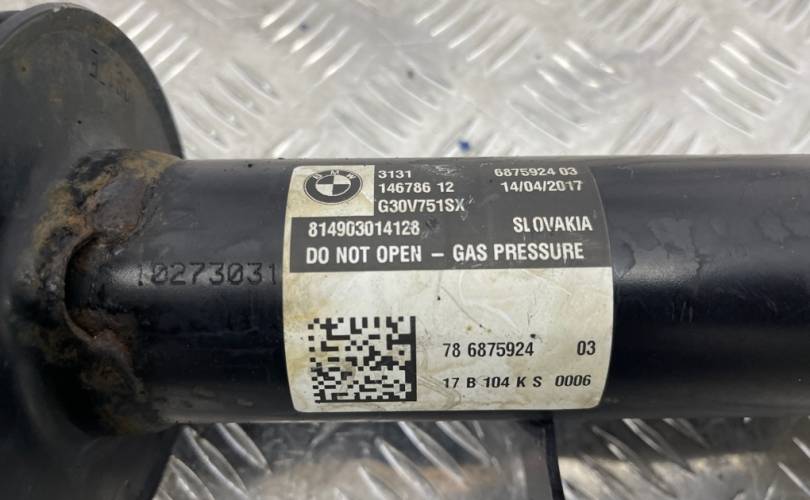 BMW
3131 6875924 03
146786 12 14/04/2017
G30V751SX
814903014128 SLOVAKIA
DO NOT OPEN – GAS PRESSURE
10273031
78 6875924 03
17 B 104 K S 0006